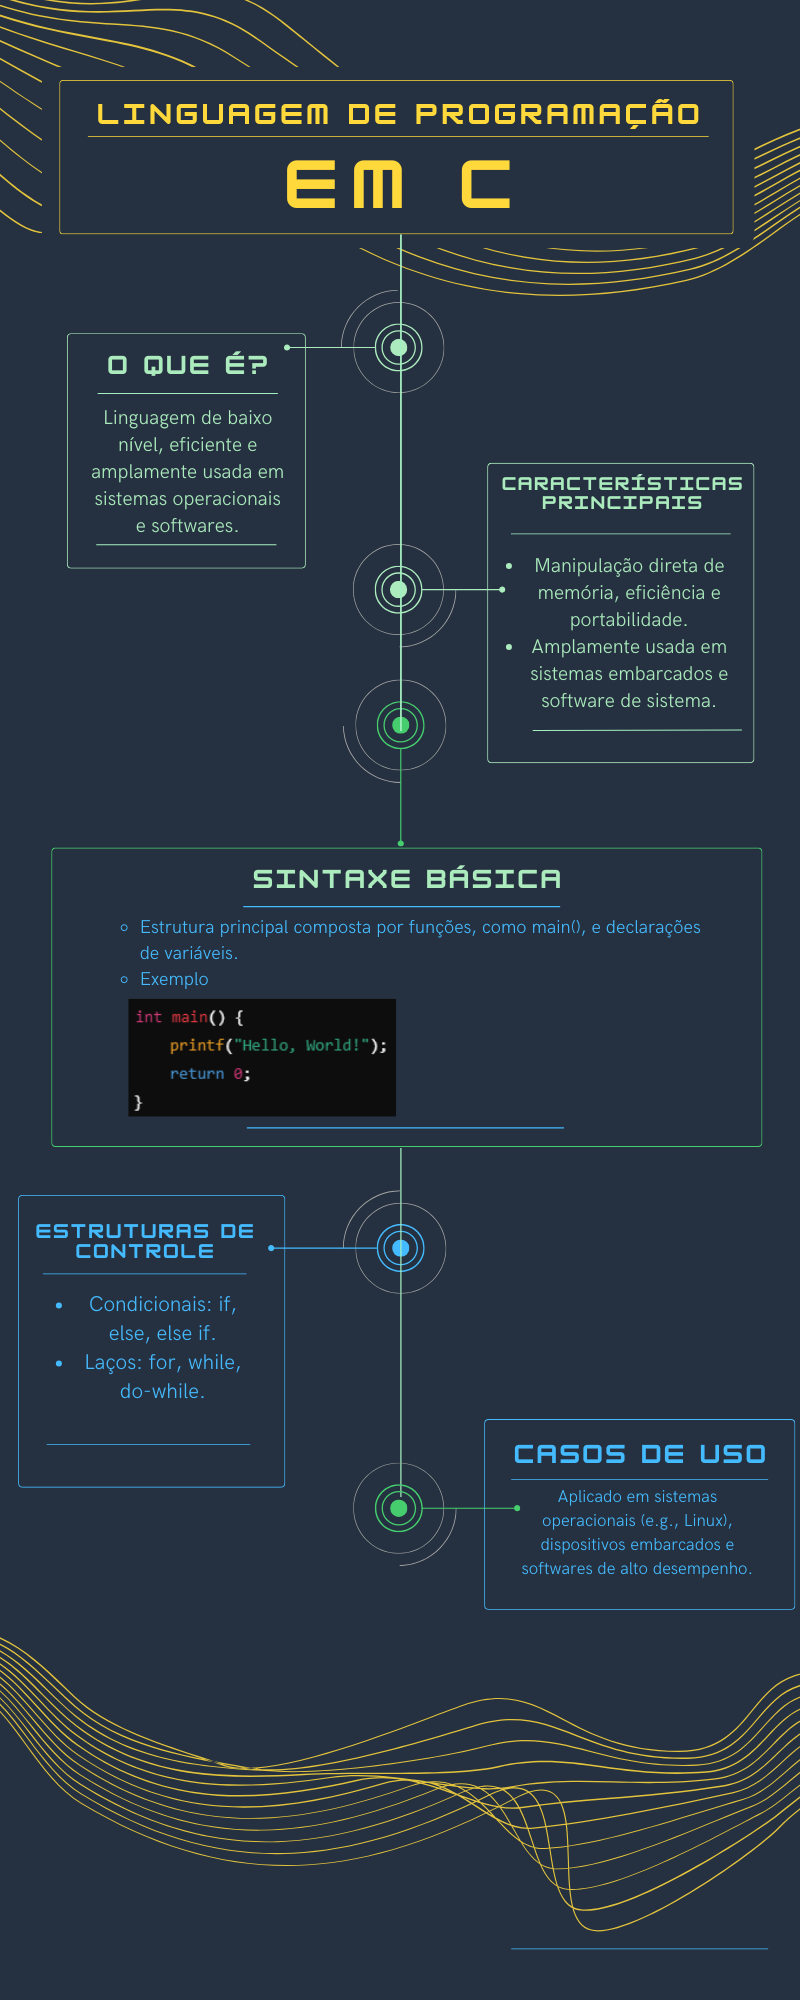 LINGUAGEM DE PROGRAMAÇÃO
EM C
O QUE É?
Linguagem de baixo
nível, eficiente e
amplamente usada em
sistemas operacionais
e softwares.
CARACTERÍSTICAS
PRINCIPAIS
• Manipulação direta de
memória, eficiência e
portabilidade.
• Amplamente usada em
sistemas embarcados e
software de sistema.
SINTAXE BÁSICA
◦ Estrutura principal composta por funções, como main(), e declarações
de variáveis.
◦ Exemplo
int main() {
    printf("Hello, World!");
    return 0;
}
ESTRUTURAS DE
CONTROLE
• Condicionais: if,
else, else if.
• Laços: for, while,
do-while.
CASOS DE USO
Aplicado em sistemas
operacionais (e.g., Linux),
dispositivos embarcados e
softwares de alto desempenho.